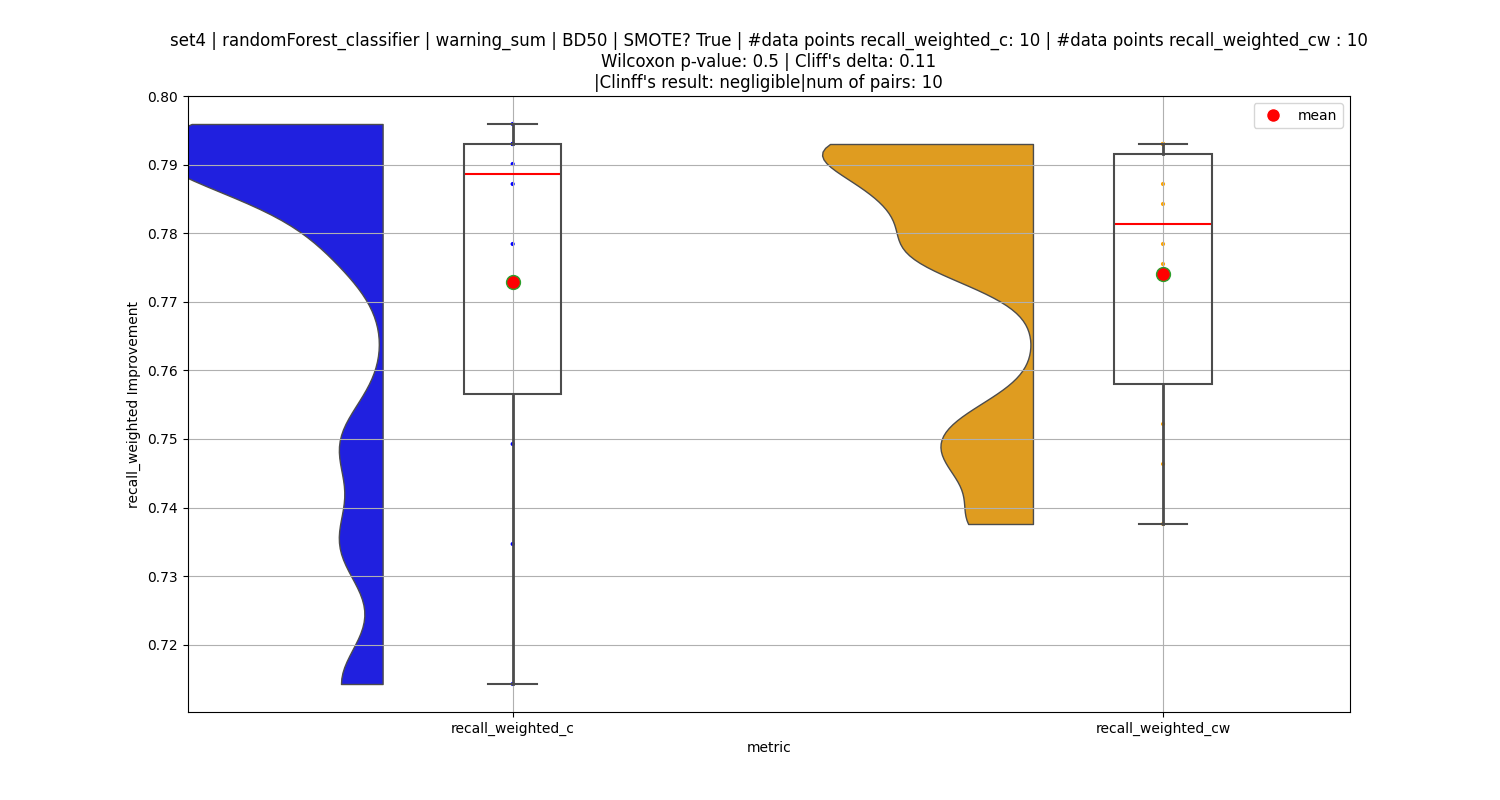 set4 | randomForest_classifier | warning_sum | BD50 | SMOTE? True | #data points recall_weighted_c: 10 | #data points recall_weighted_cw : 10
Wilcoxon p-value: 0.5 | Cliff's delta: 0.11
|Clinff's result: negligible|num of pairs: 10
mean
0.80
0.79
0.78
0.77
0.76
0.75
0.74
0.73
0.72
recall_weighted Improvement
recall_weighted_c
recall_weighted_cw
metric